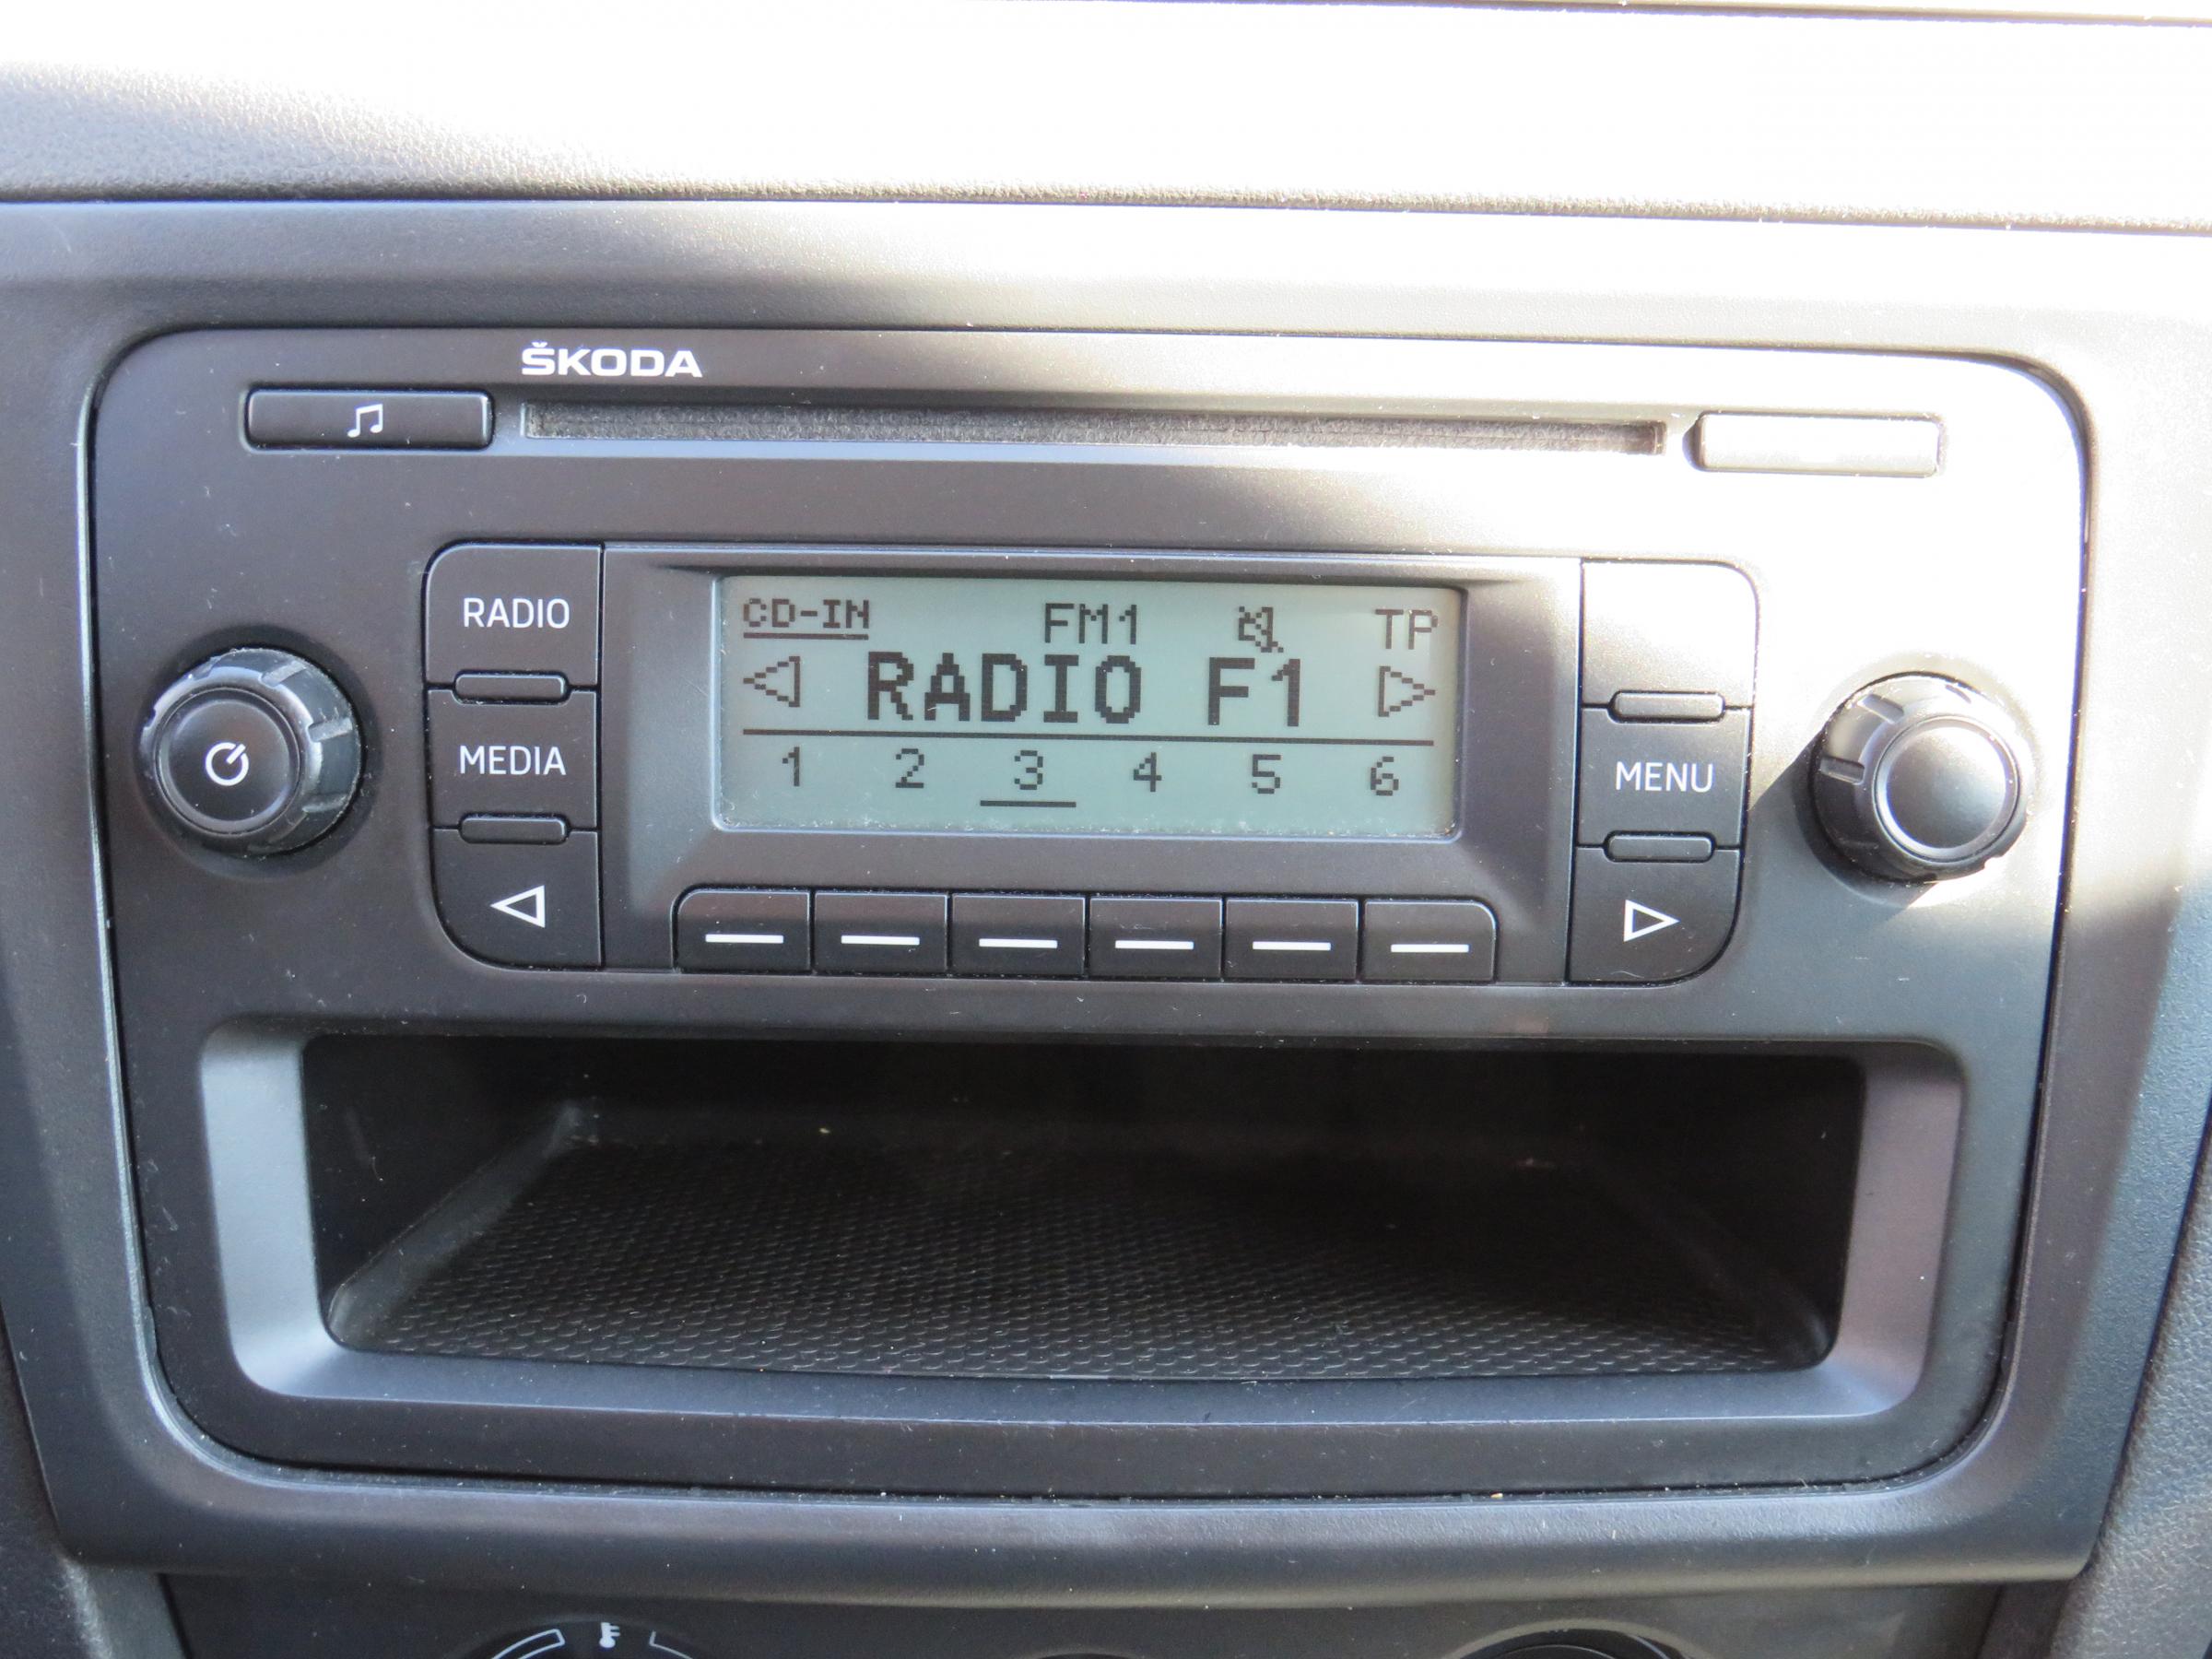 ŠKODA
CD-IN FM1 TP
RADIO F1
1 2 3 4 5 6
RADIO
MEDIA
MENU